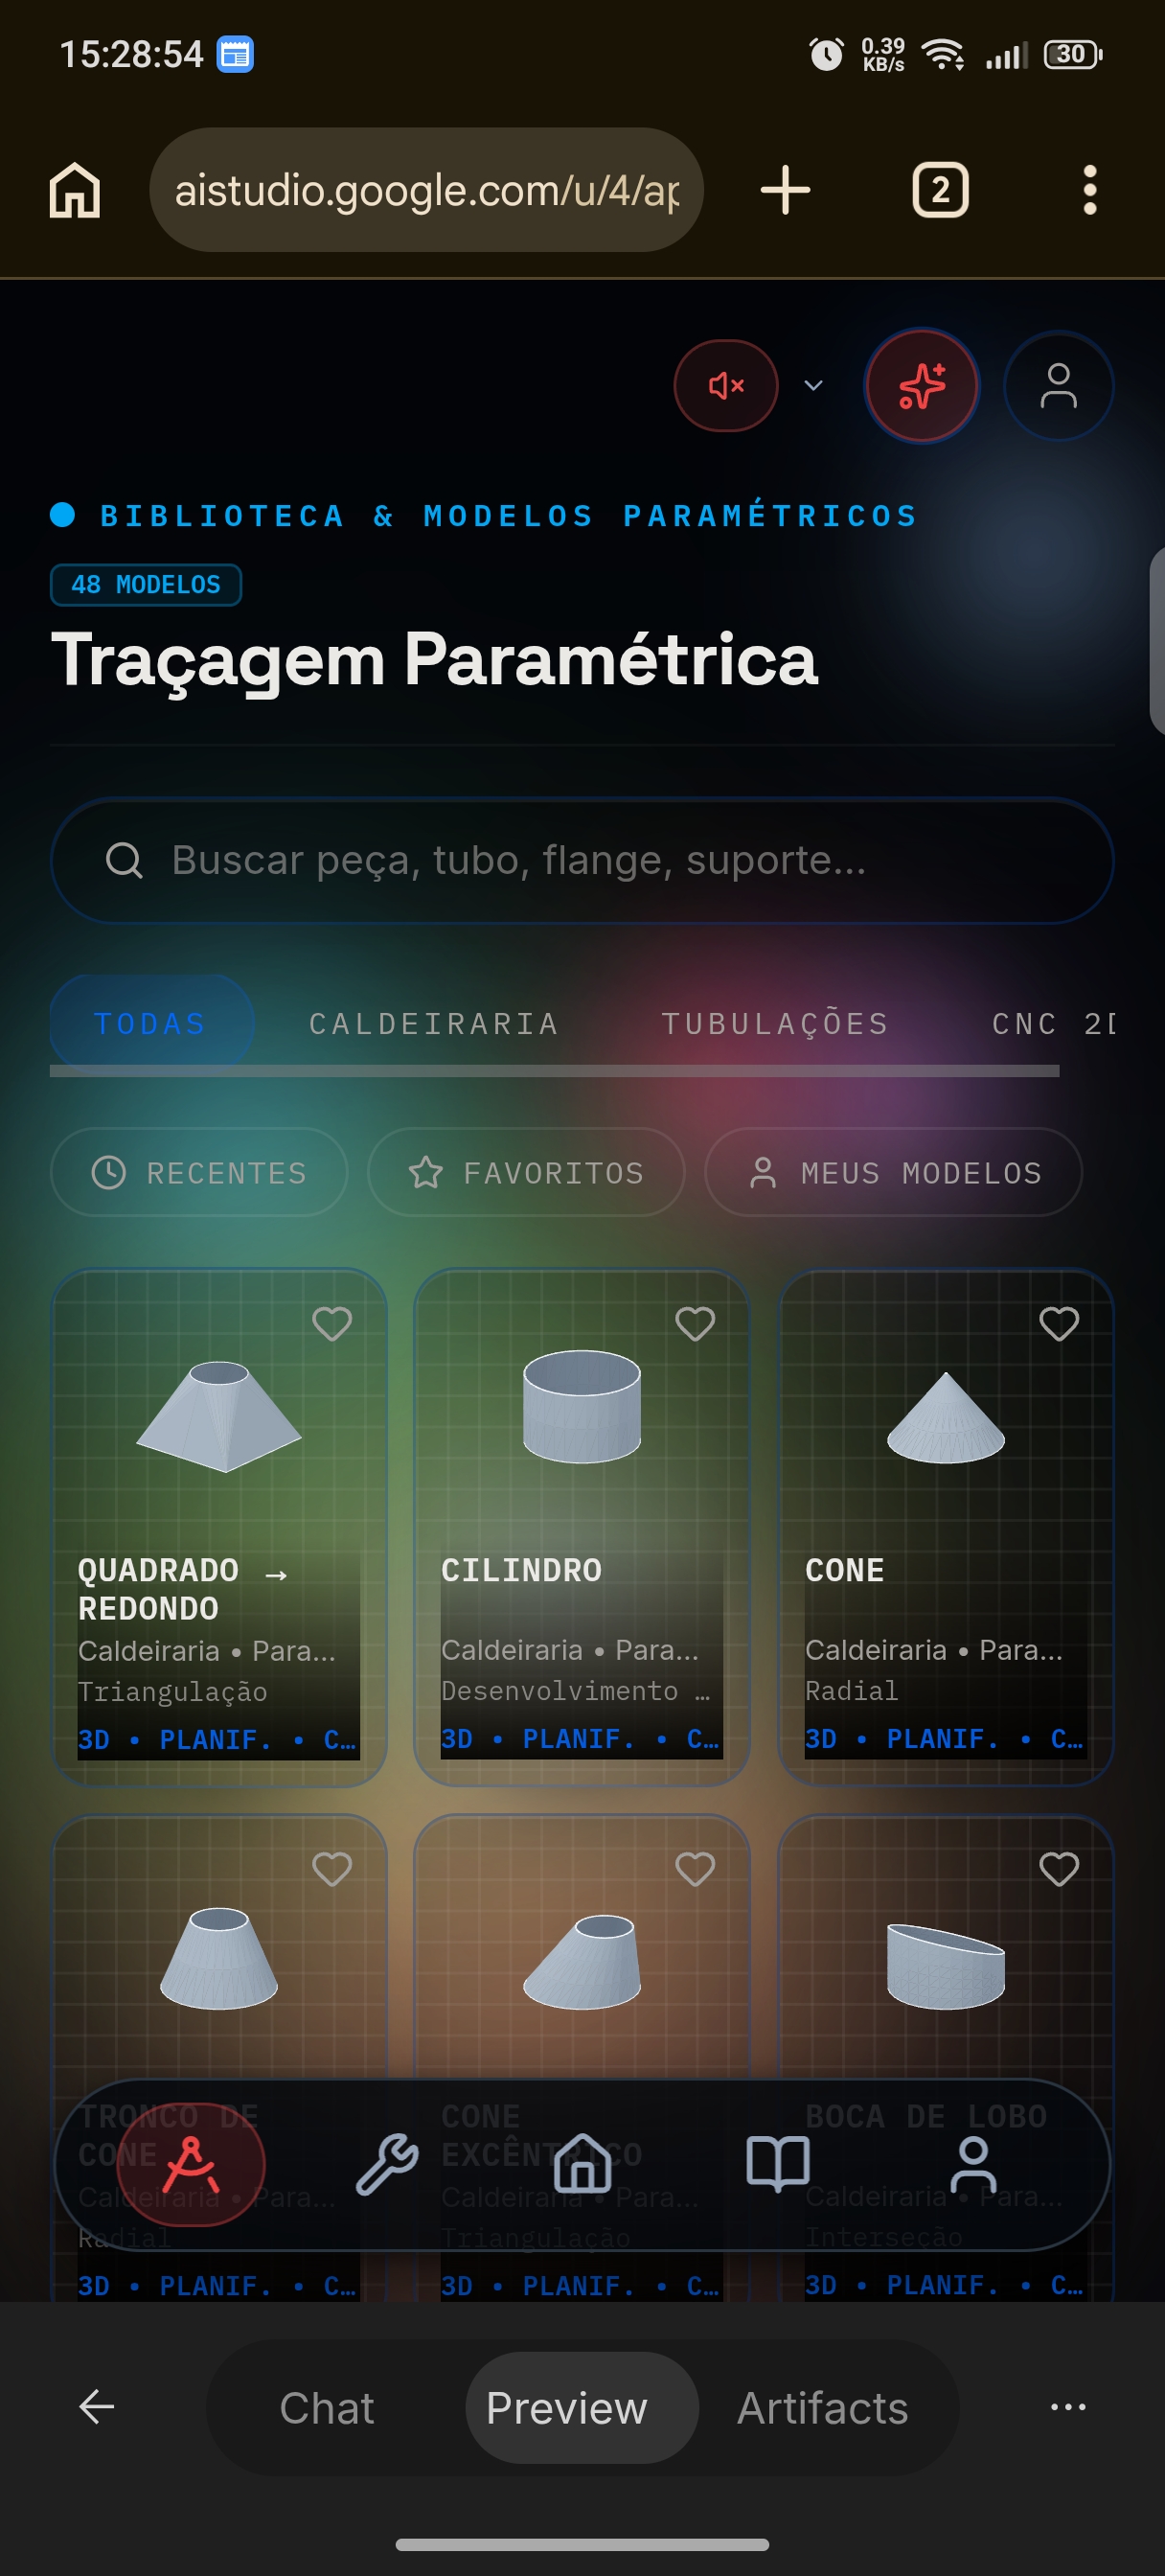 15:28:54
0.39
KB/s
30
aistudio.google.com/u/4/ap
2
BIBLIOTECA & MODELOS PARAMÉTRICOS
48 MODELOS
Traçagem Paramétrica
Buscar peça, tubo, flange, suporte...
TODAS CALDEIRARIA TUBULAÇÕES CNC 2D
RECENTES FAVORITOS MEUS MODELOS
QUADRADO →
REDONDO
Caldeiraria • Para...
Triangulação
3D • PLANIF. • C...
CILINDRO
Caldeiraria • Para...
Desenvolvimento ...
3D • PLANIF. • C...
CONE
Caldeiraria • Para...
Radial
3D • PLANIF. • C...
TRONCO DE
CONE
Caldeiraria • Para...
Radial
3D • PLANIF. • C...
CONE
EXCÊNTRICO
Caldeiraria • Para...
Triangulação
3D • PLANIF. • C...
BOCA DE LOBO
Caldeiraria • Para...
Interseção
3D • PLANIF. • C...
Chat Preview Artifacts